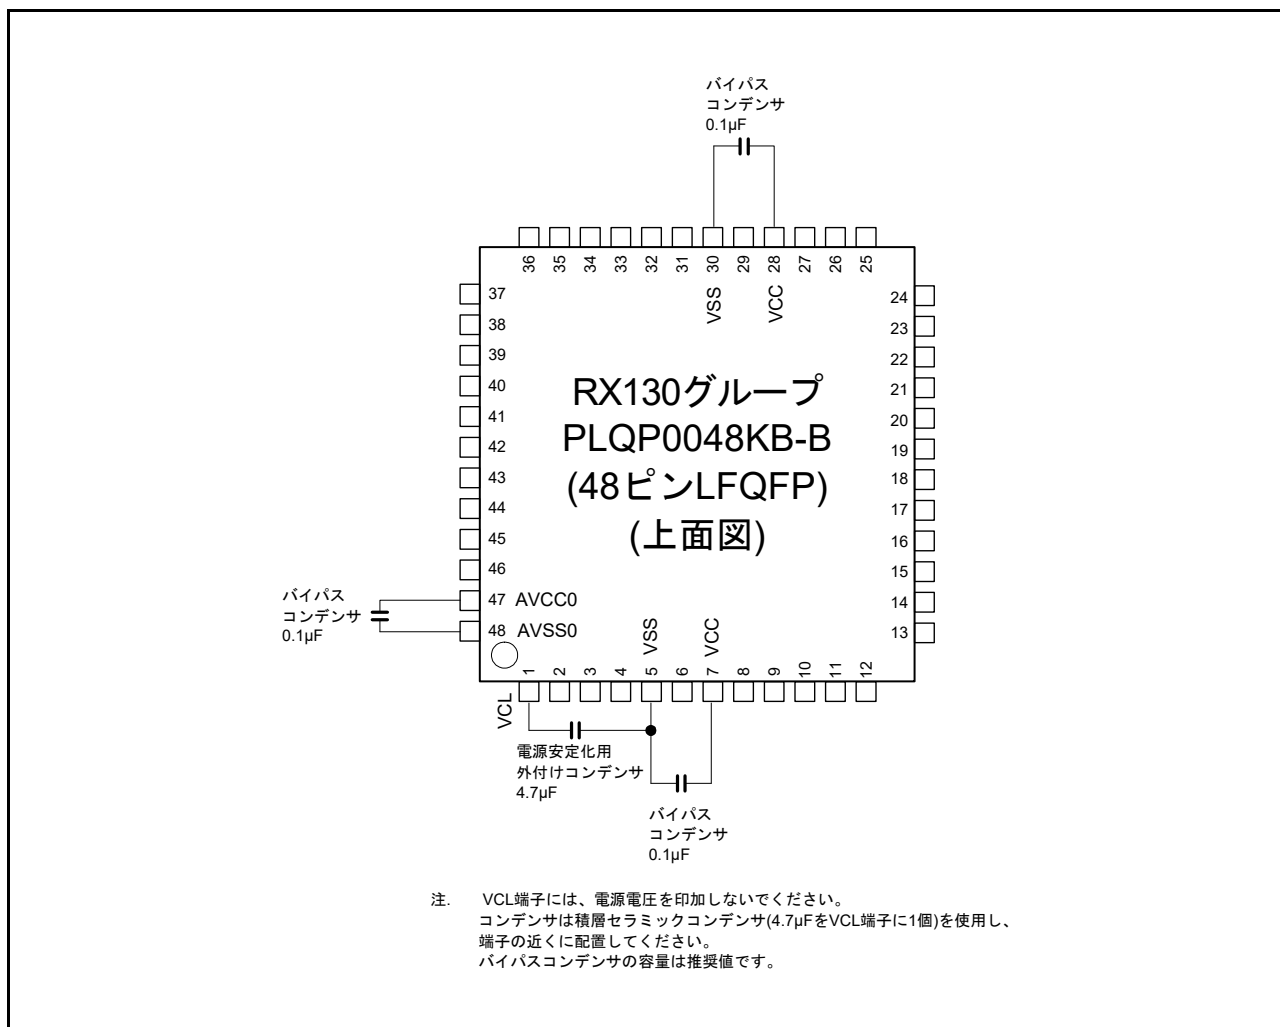 バイパス
コンデンサ
0.1µF
36
35
34
33
32
31
30
29
28
27
26
25
VSS
VCC
37
38
39
40
41
42
43
44
45
46
47 AVCC0
48 AVSS0
24
23
22
21
20
19
18
17
16
15
14
13
RX130グループ
PLQP0048KB-B
(48ピンLFQFP)
(上面図)
バイパス
コンデンサ
0.1µF
VSS
VCC
1
2
3
4
5
6
7
8
9
10
11
12
VCL
電源安定化用
外付けコンデンサ
4.7µF
バイパス
コンデンサ
0.1µF
注. VCL端子には、電源電圧を印加しないでください。
コンデンサは積層セラミックコンデンサ(4.7µFをVCL端子に1個)を使用し、
端子の近くに配置してください。
バイパスコンデンサの容量は推奨値です。